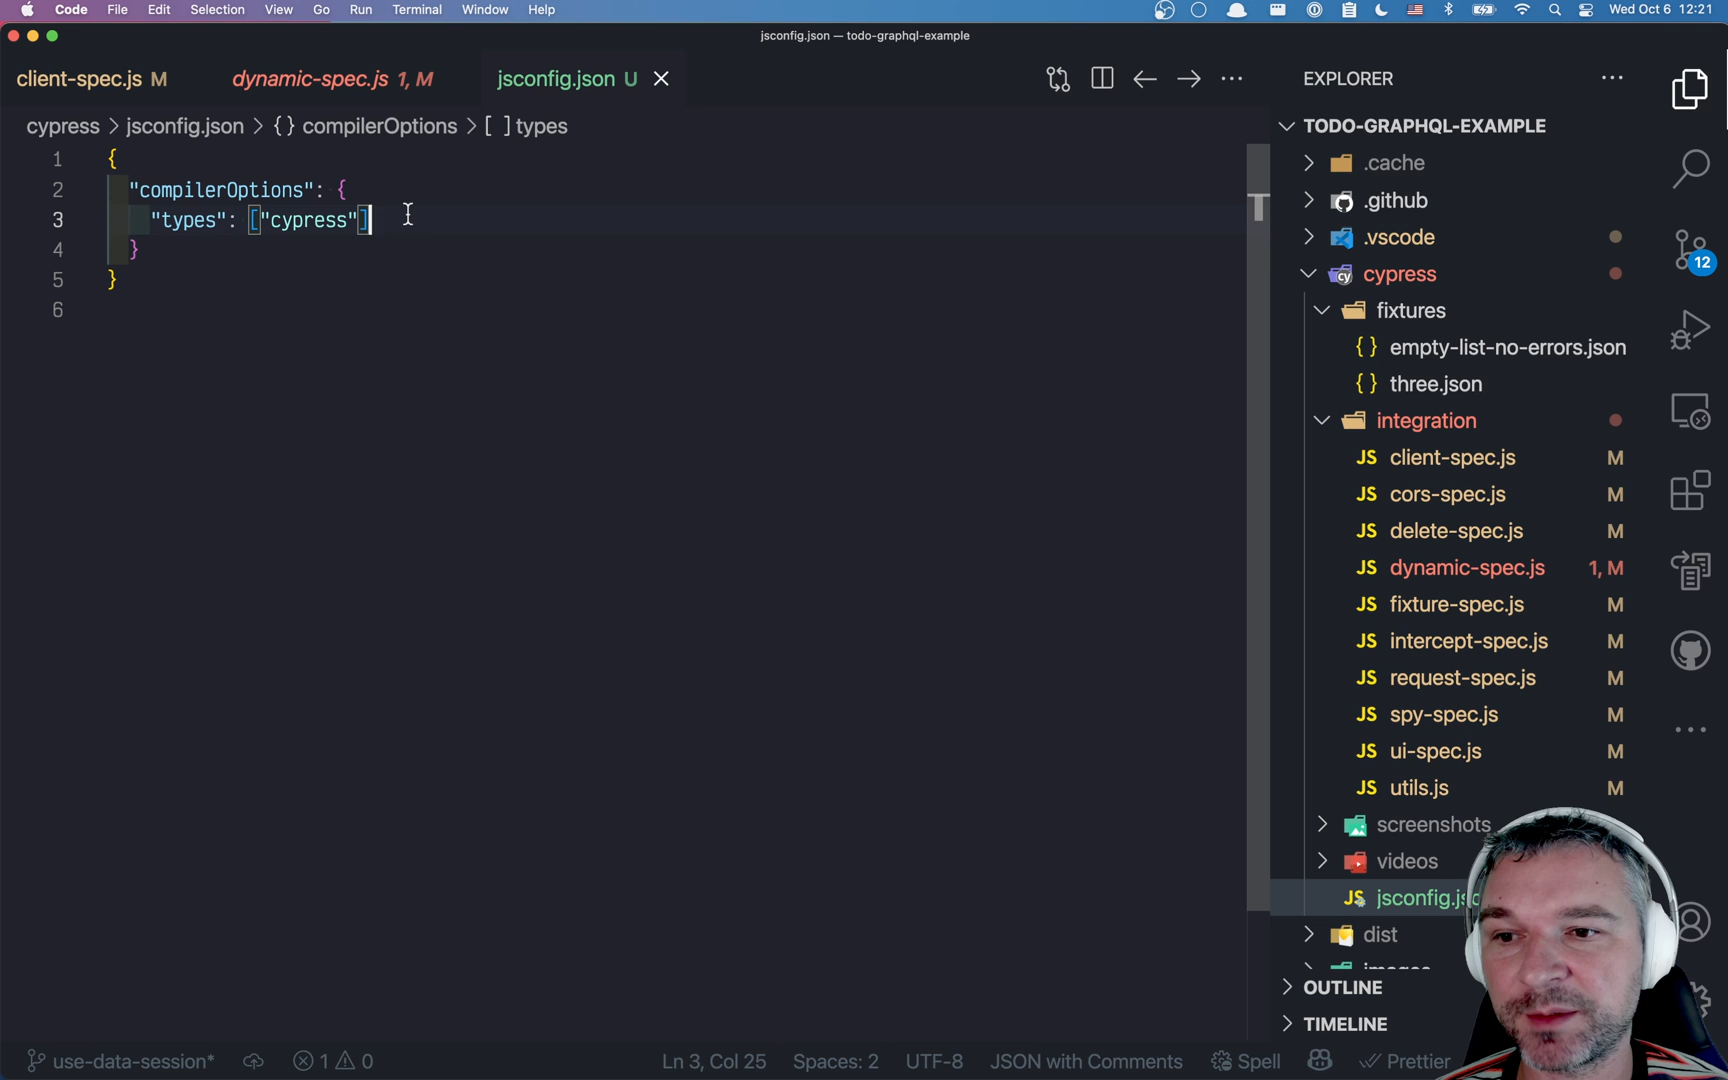 Code File Edit Selection View Go Run Terminal Window Help Wed Oct 6 12:21
jsconfig.json — todo-graphql-example
client-spec.js M dynamic-spec.js 1, M jsconfig.json U
cypress > jsconfig.json > {} compilerOptions > [ ] types
1 {
2 "compilerOptions": {
3 "types": ["cypress"]
4 }
5 }
6
EXPLORER
TODO-GRAPHQL-EXAMPLE
.cache
.github
.vscode
cypress
fixtures
{} empty-list-no-errors.json
{} three.json
integration
JS client-spec.js M
JS cors-spec.js M
JS delete-spec.js M
JS dynamic-spec.js 1, M
JS fixture-spec.js M
JS intercept-spec.js M
JS request-spec.js M
JS spy-spec.js M
JS ui-spec.js M
JS utils.js M
screenshots
videos
JS
dist
OUTLINE
TIMELINE
12
use-data-session* 1 0 Ln 3, Col 25 Spaces: 2 UTF-8 JSON with Comments Spell Prettier